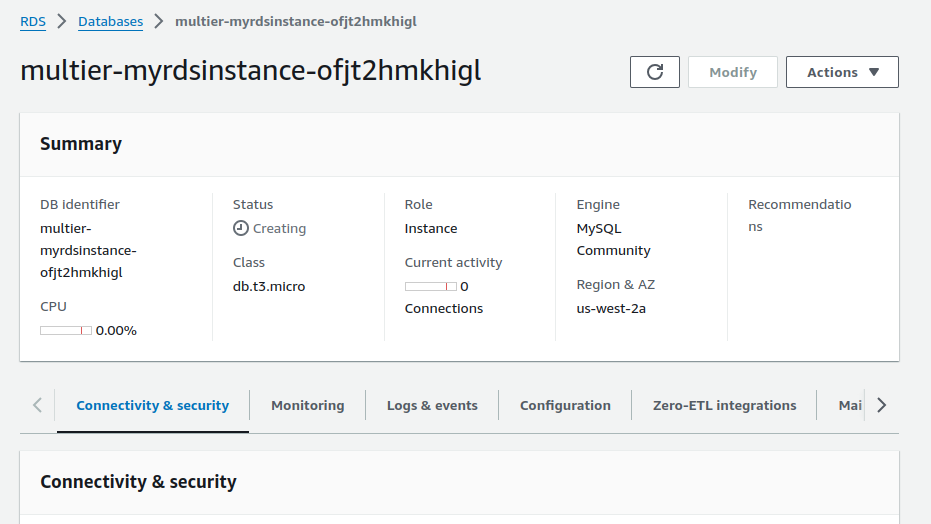 RDS > Databases > multier-myrdsinstance-ofjt2hmkhigl
multier-myrdsinstance-ofjt2hmkhigl
Modify
Actions
Summary
DB identifier
multier-
myrdsinstance-
ofjt2hmkhigl
CPU
0.00%
Status
Creating
Class
db.t3.micro
Role
Instance
Current activity
0
Connections
Engine
MySQL
Community
Region & AZ
us-west-2a
Recommendatio
ns
Connectivity & security
Monitoring
Logs & events
Configuration
Zero-ETL integrations
Mai
Connectivity & security